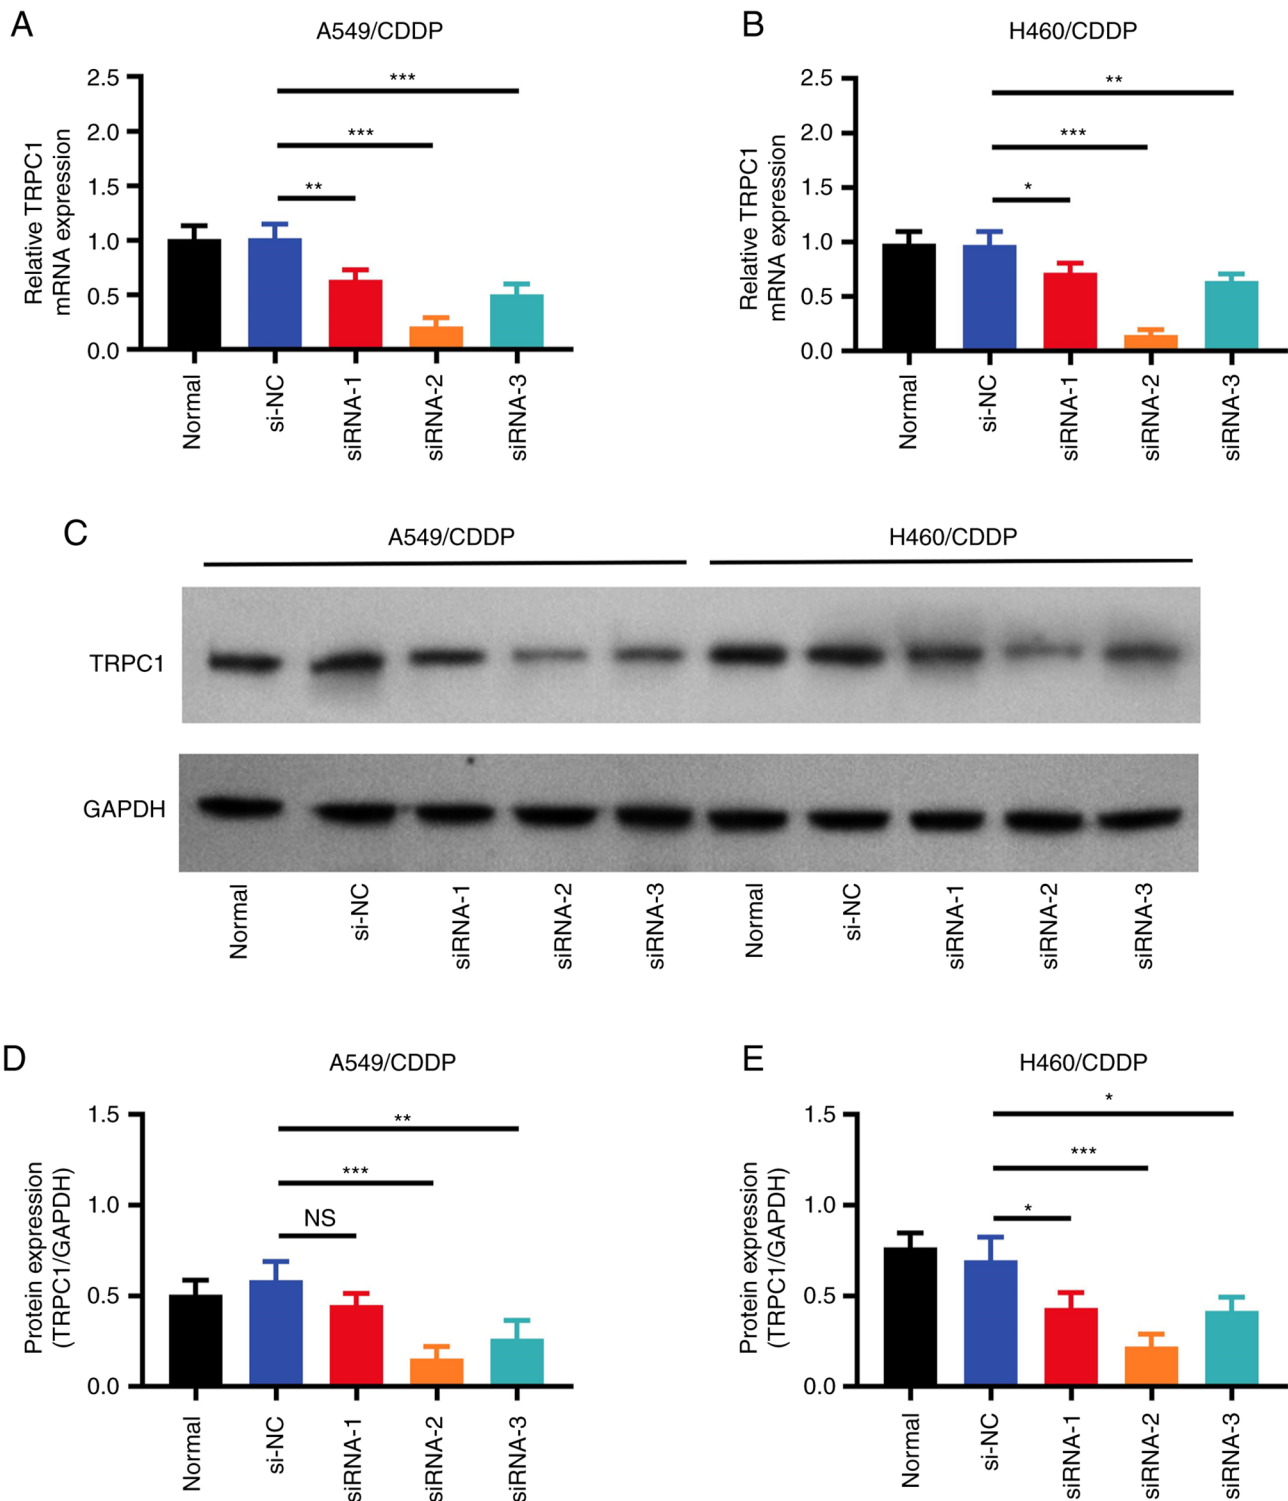 A
A549/CDDP
Relative TRPC1
mRNA expression
2.5
2.0
1.5
1.0
0.5
0.0
***
***
**
Normal
si-NC
siRNA-1
siRNA-2
siRNA-3
B
H460/CDDP
Relative TRPC1
mRNA expression
2.5
2.0
1.5
1.0
0.5
0.0
**
***
*
Normal
si-NC
siRNA-1
siRNA-2
siRNA-3
C
A549/CDDP
H460/CDDP
TRPC1
GAPDH
Normal
si-NC
siRNA-1
siRNA-2
siRNA-3
Normal
si-NC
siRNA-1
siRNA-2
siRNA-3
D
A549/CDDP
Protein expression
(TRPC1/GAPDH)
1.5
1.0
0.5
0.0
**
***
NS
Normal
si-NC
siRNA-1
siRNA-2
siRNA-3
E
H460/CDDP
Protein expression
(TRPC1/GAPDH)
1.5
1.0
0.5
0.0
*
***
*
Normal
si-NC
siRNA-1
siRNA-2
siRNA-3